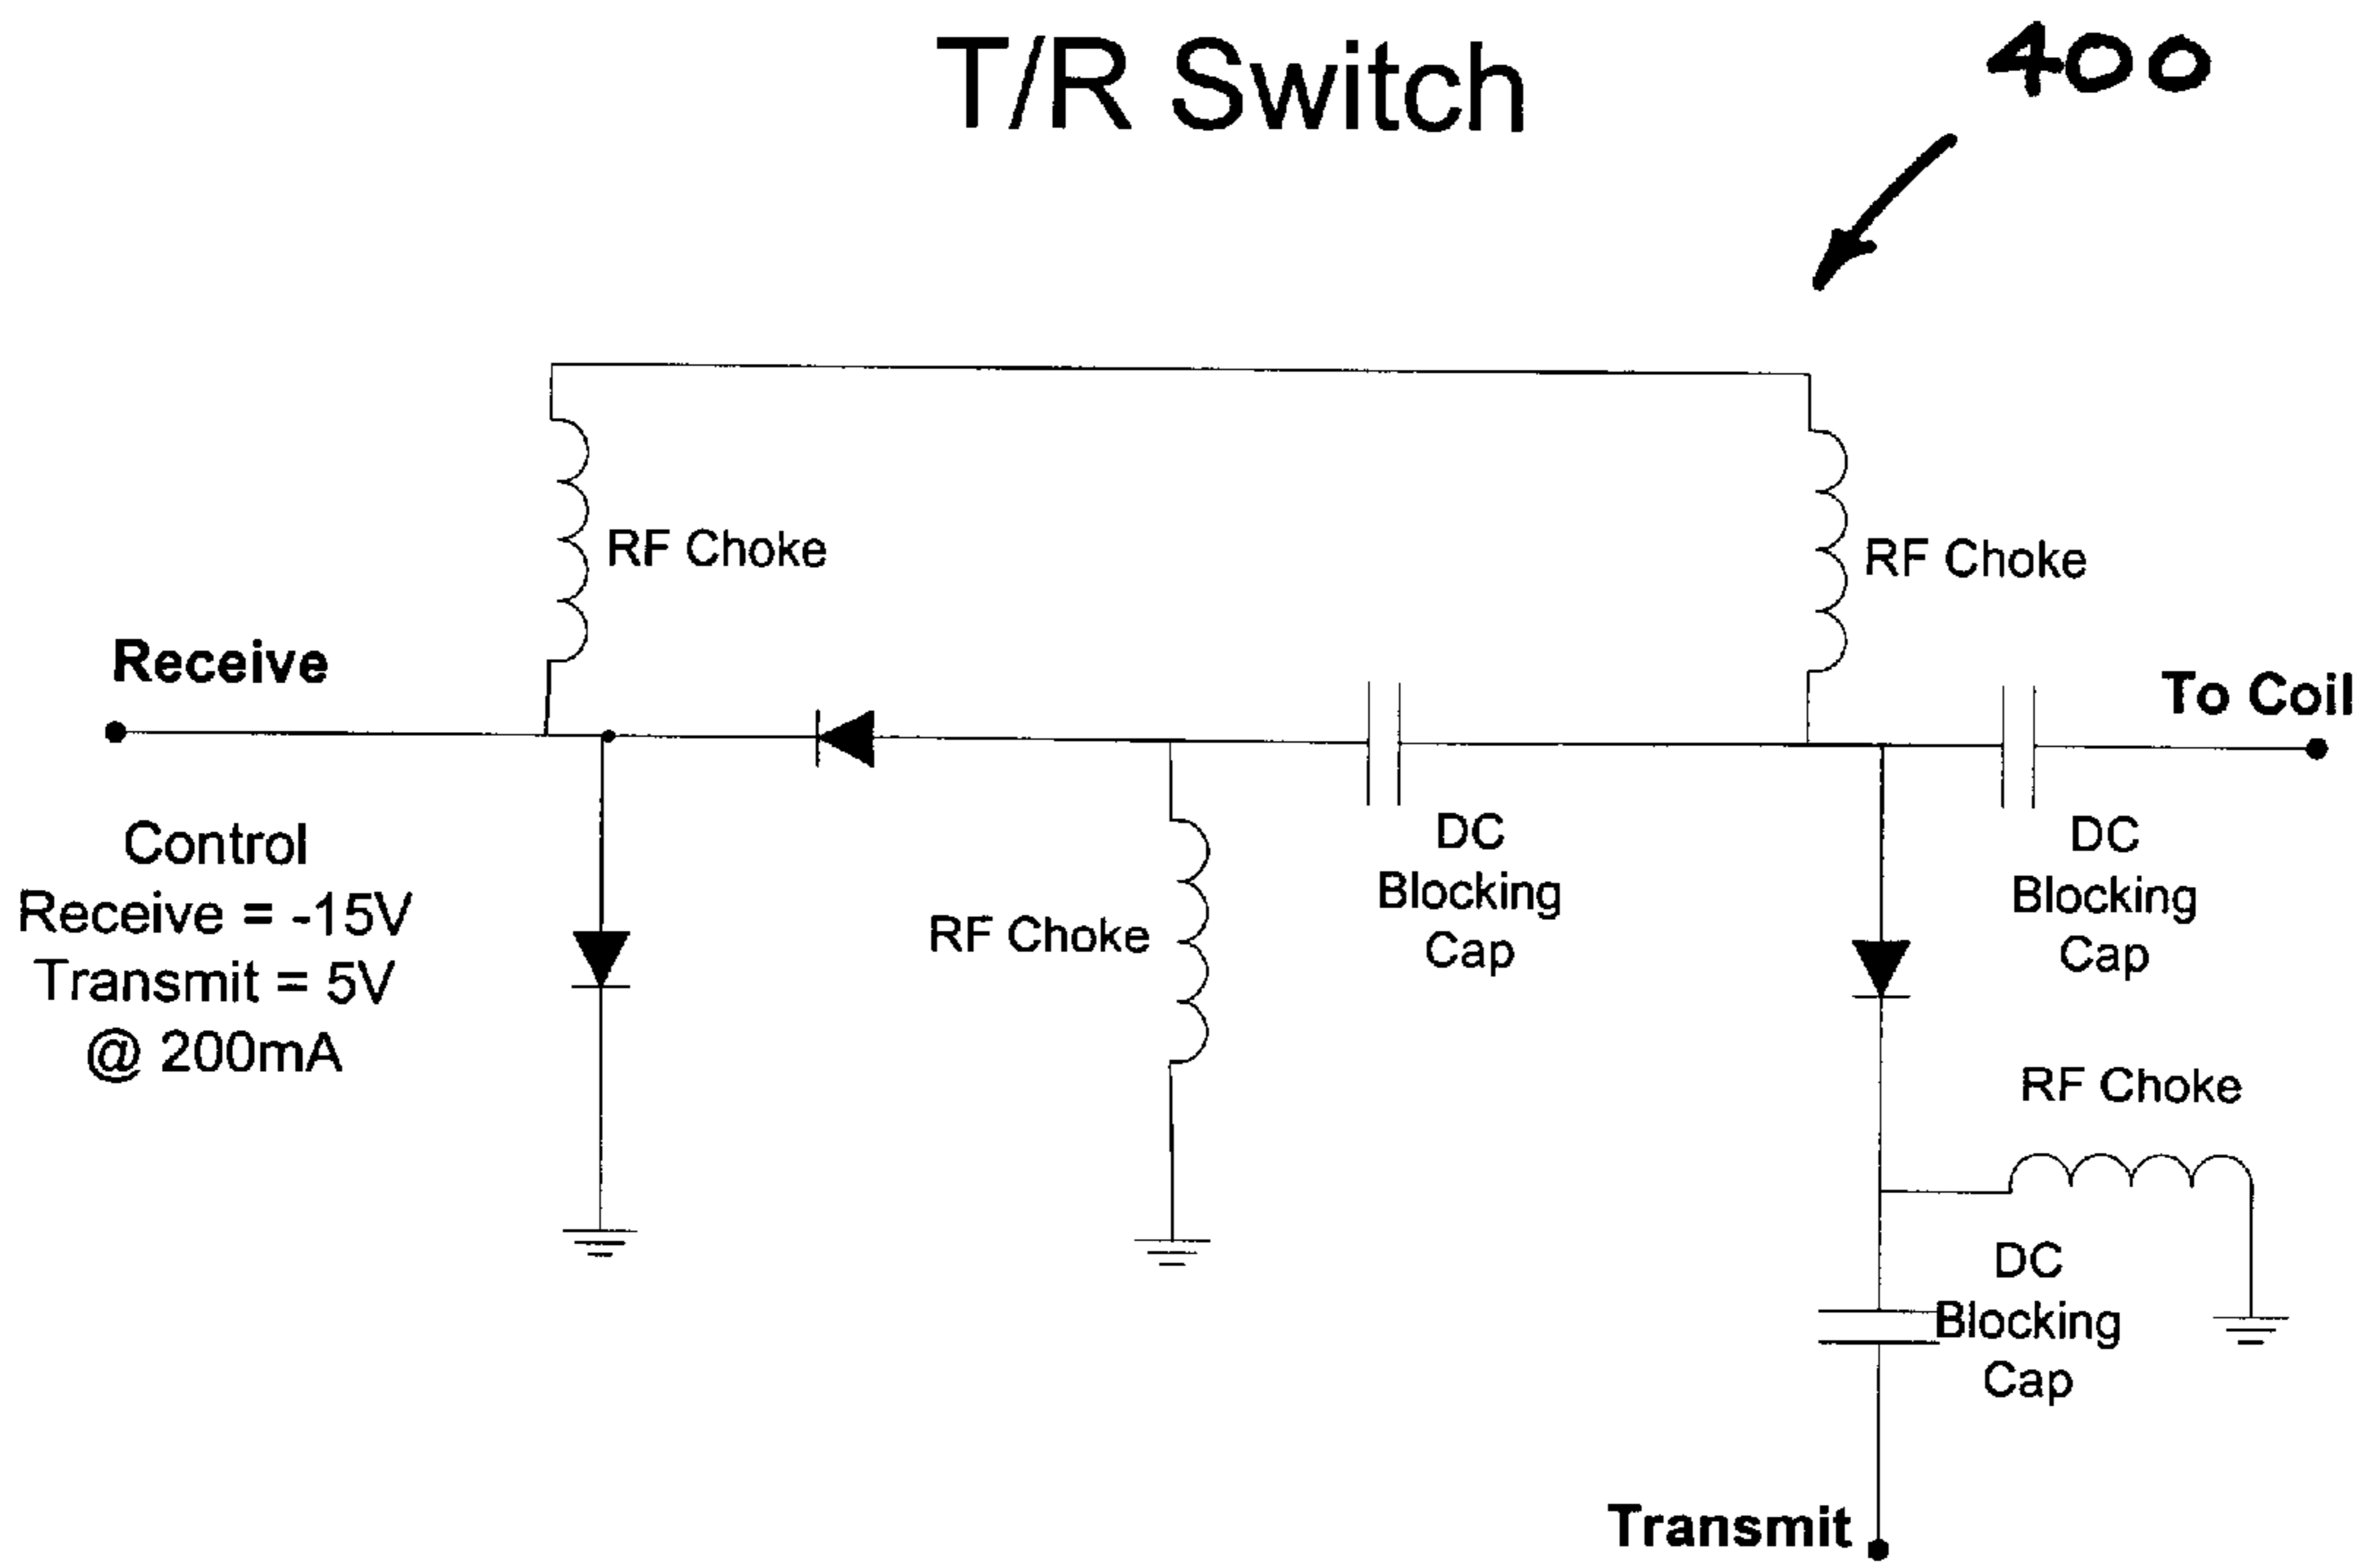 T/R Switch
400
RF Choke
RF Choke
Receive
To Coil
Control
Receive = -15V
Transmit = 5V
@ 200mA
RF Choke
DC
Blocking
Cap
DC
Blocking
Cap
RF Choke
DC
Blocking
Cap
Transmit